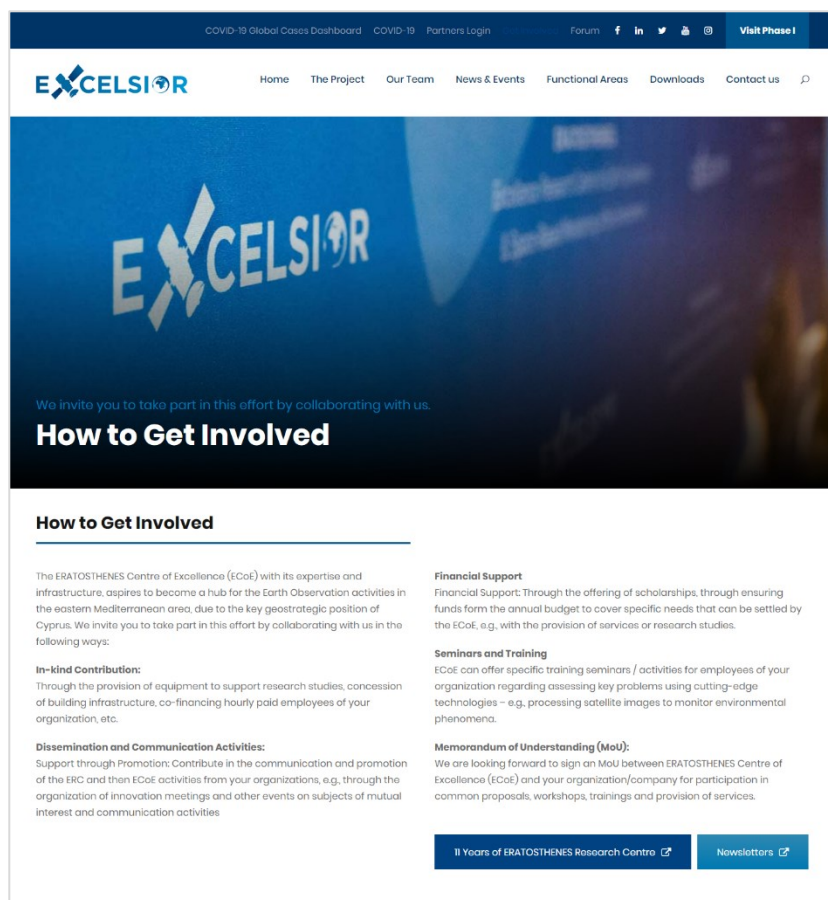 COVID-19 Global Cases Dashboard COVID-19 Partners Login Forum Visit Phase I
EXCELSIOR
Home The Project Our Team News & Events Functional Areas Downloads Contact us
EXCELSIOR
We invite you to take part in this effort by collaborating with us.
How to Get Involved
How to Get Involved
The ERATOSTHENES Centre of Excellence (ECoE) with its expertise and
infrastructure, aspires to become a hub for the Earth Observation activities in
the eastern Mediterranean area, due to the key geostrategic position of
Cyprus. We invite you to take part in this effort by collaborating with us in the
following ways:
In-kind Contribution:
Through the provision of equipment to support research studies, concession
of building infrastructure, co-financing hourly paid employees of your
organization, etc.
Dissemination and Communication Activities:
Support through Promotion: Contribute in the communication and promotion
of the ERC and then ECoE activities from your organizations, e.g., through the
organization of innovation meetings and other events on subjects of mutual
interest and communication activities
Financial Support
Financial Support: Through the offering of scholarships, through ensuring
funds form the annual budget to cover specific needs that can be settled by
the ECoE, e.g., with the provision of services or research studies.
Seminars and Training
ECoE can offer specific training seminars / activities for employees of your
organization regarding assessing key problems using cutting-edge
technologies – e.g., processing satellite images to monitor environmental
phenomena.
Memorandum of Understanding (MoU):
We are looking forward to sign an MoU between ERATOSTHENES Centre of
Excellence (ECoE) and your organization/company for participation in
common proposals, workshops, trainings and provision of services.
11 Years of ERATOSTHENES Research Centre
Newsletters